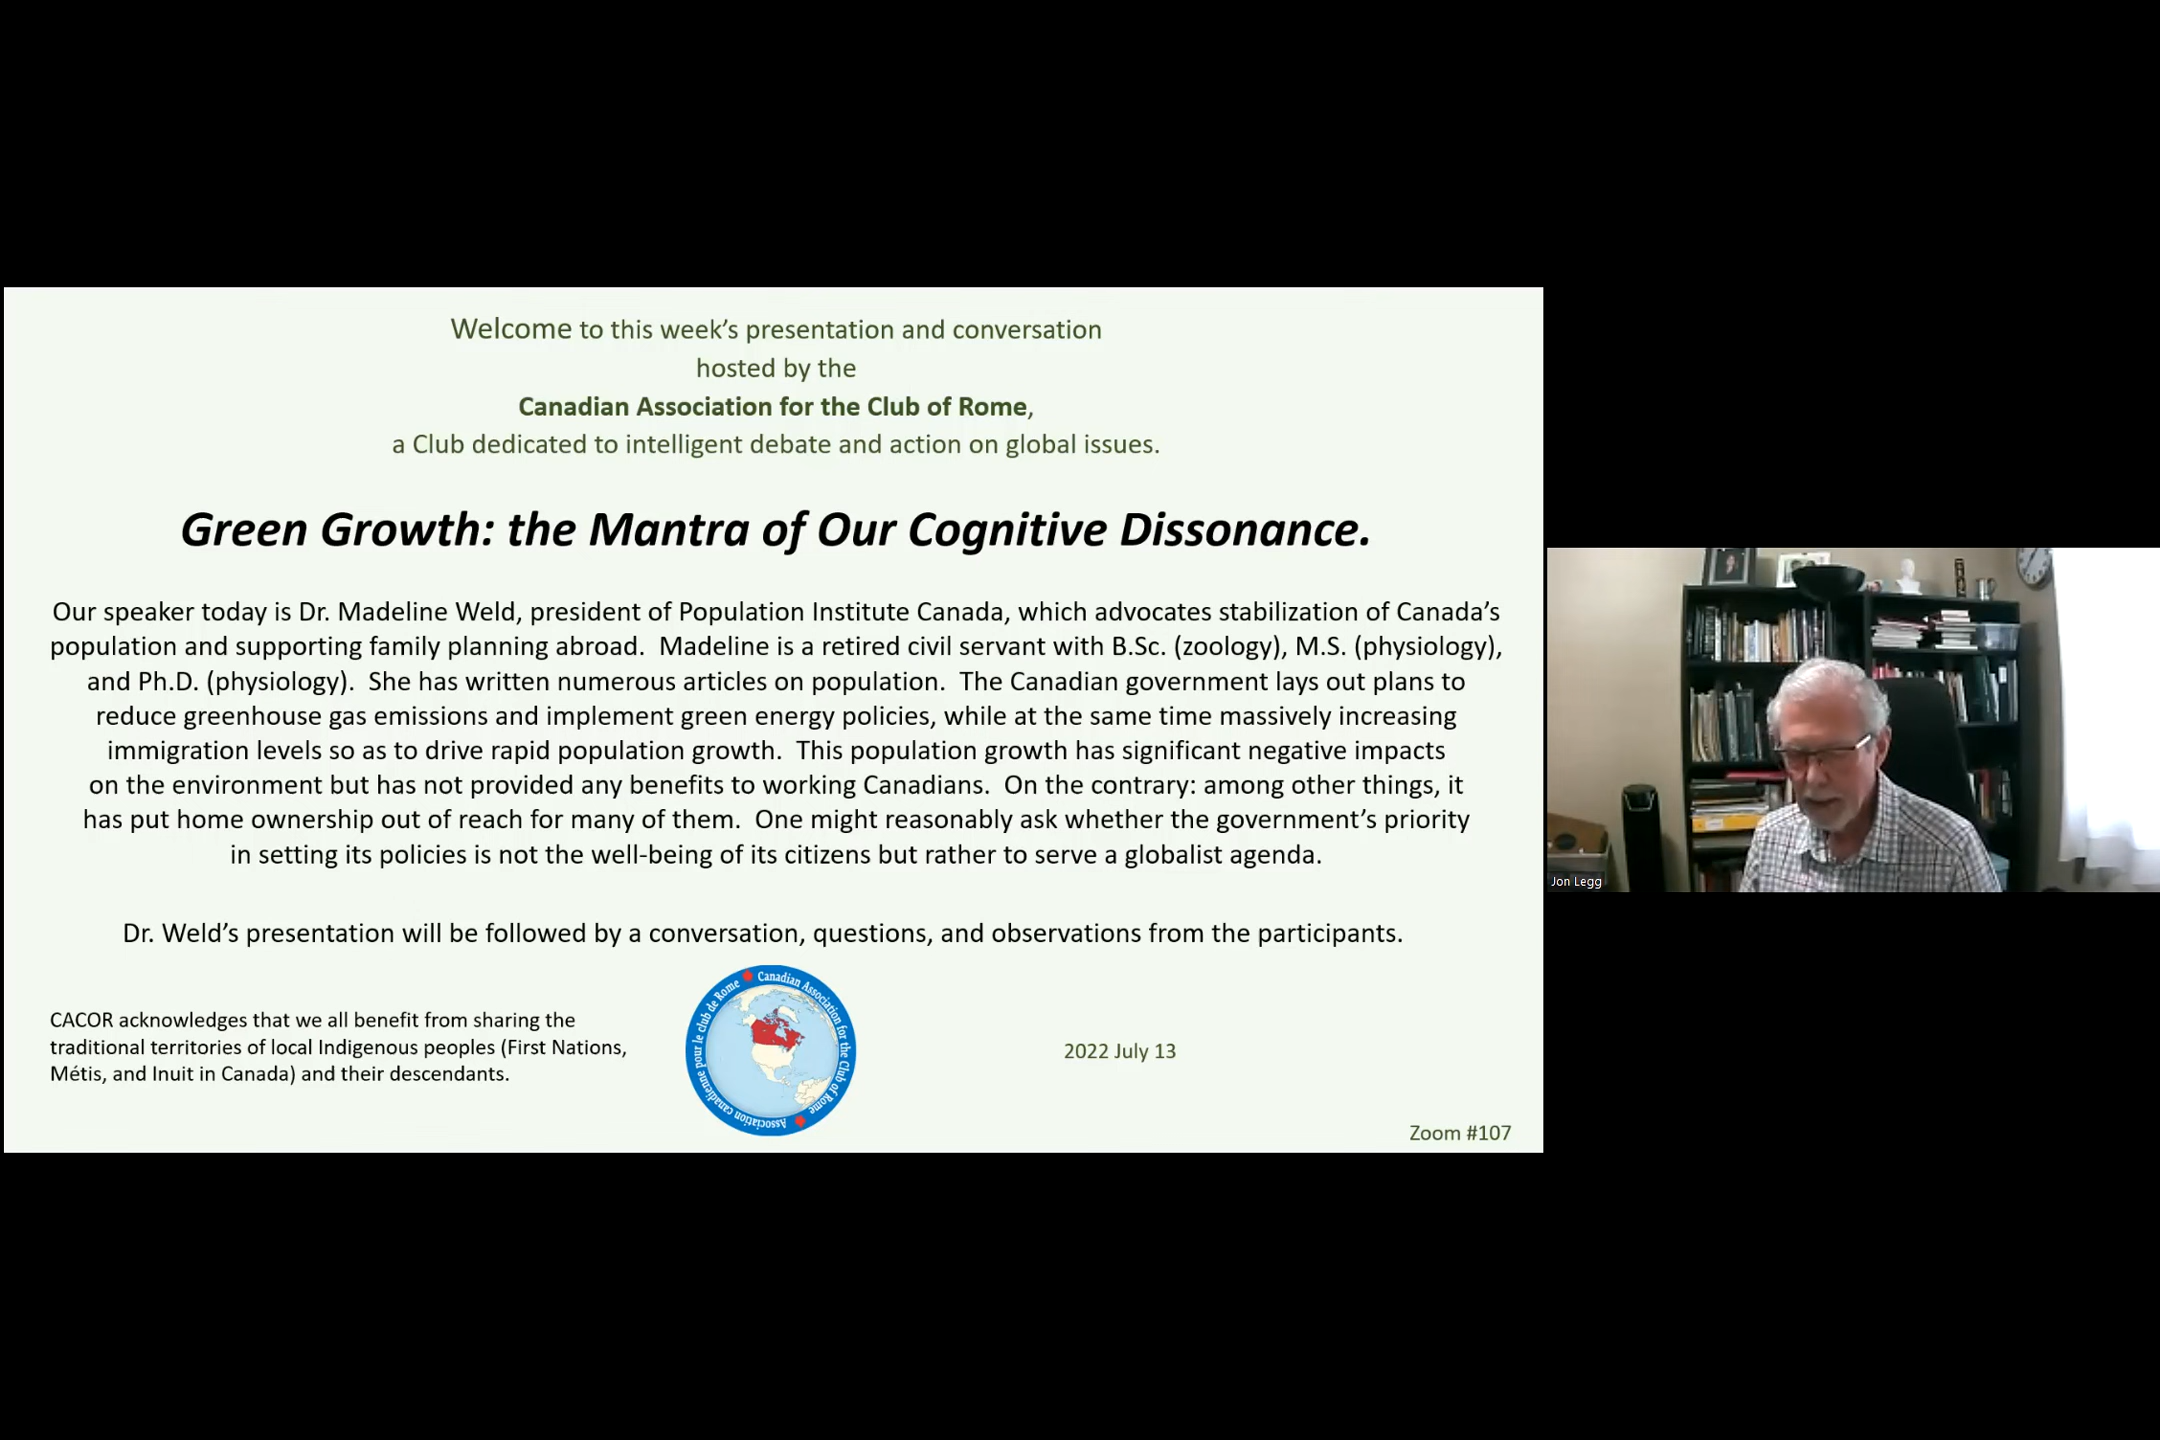 Welcome to this week’s presentation and conversation
hosted by the
Canadian Association for the Club of Rome,
a Club dedicated to intelligent debate and action on global issues.
Green Growth: the Mantra of Our Cognitive Dissonance.
Our speaker today is Dr. Madeline Weld, president of Population Institute Canada, which advocates stabilization of Canada’s
population and supporting family planning abroad.  Madeline is a retired civil servant with B.Sc. (zoology), M.S. (physiology),
and Ph.D. (physiology).  She has written numerous articles on population.  The Canadian government lays out plans to
reduce greenhouse gas emissions and implement green energy policies, while at the same time massively increasing
immigration levels so as to drive rapid population growth.  This population growth has significant negative impacts
on the environment but has not provided any benefits to working Canadians.  On the contrary: among other things, it
has put home ownership out of reach for many of them.  One might reasonably ask whether the government’s priority
in setting its policies is not the well-being of its citizens but rather to serve a globalist agenda.
Dr. Weld’s presentation will be followed by a conversation, questions, and observations from the participants.
CACOR acknowledges that we all benefit from sharing the
traditional territories of local Indigenous peoples (First Nations,
Métis, and Inuit in Canada) and their descendants.
Canadian Association for the Club of Rome
Association canadienne pour le club de Rome
2022 July 13
Zoom #107
Jon Legg